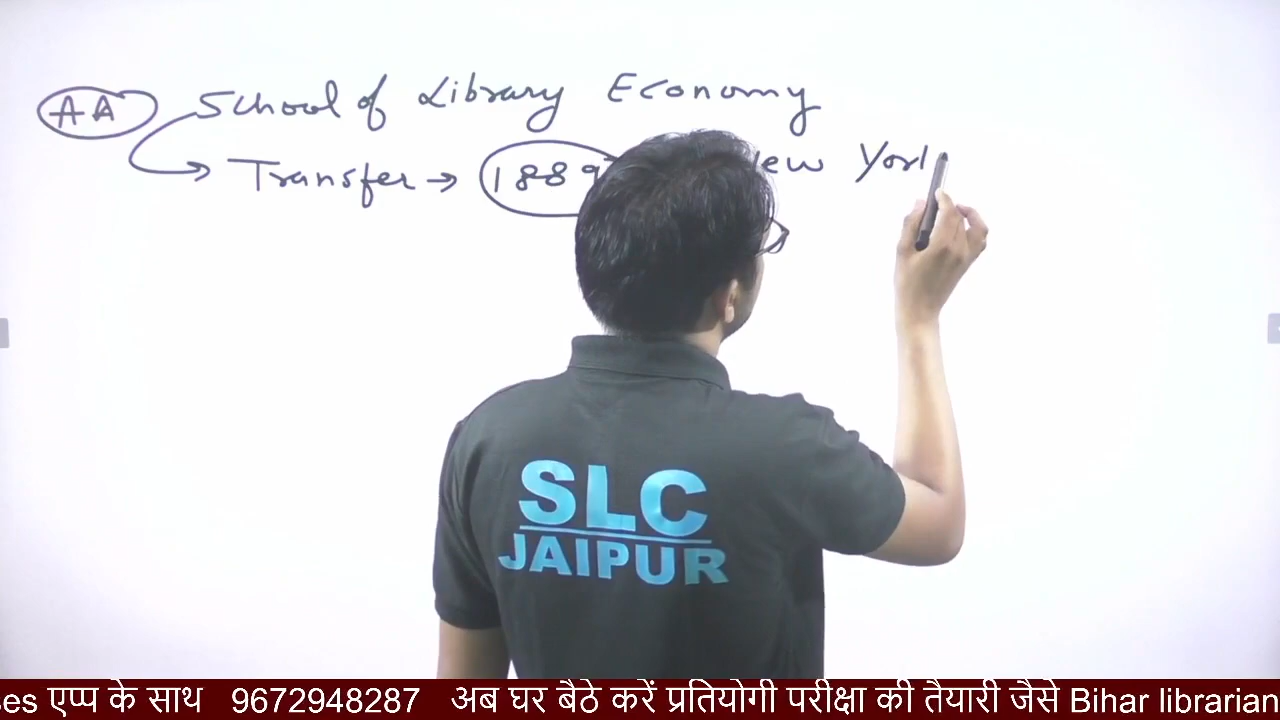 AA School of Library Economy
Transfer → 1889 ew York
SLC
JAIPUR
es एप्प के साथ 9672948287 अब घर बैठे करें प्रतियोगी परीक्षा की तैयारी जैसे Bihar librarian